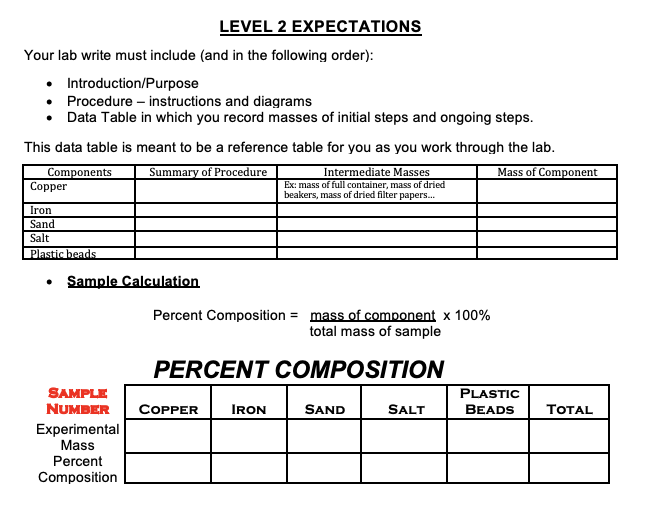 LEVEL 2 EXPECTATIONS
Your lab write must include (and in the following order):
• Introduction/Purpose
• Procedure – instructions and diagrams
• Data Table in which you record masses of initial steps and ongoing steps.
This data table is meant to be a reference table for you as you work through the lab.
Components Summary of Procedure Intermediate Masses Mass of Component
Copper Ex: mass of full container, mass of dried
beakers, mass of dried filter papers...
Iron
Sand
Salt
Plastic beads
• Sample Calculation
Percent Composition = mass of component x 100%
total mass of sample
PERCENT COMPOSITION
SAMPLE
NUMBER COPPER IRON SAND SALT PLASTIC
BEADS TOTAL
Experimental
Mass
Percent
Composition